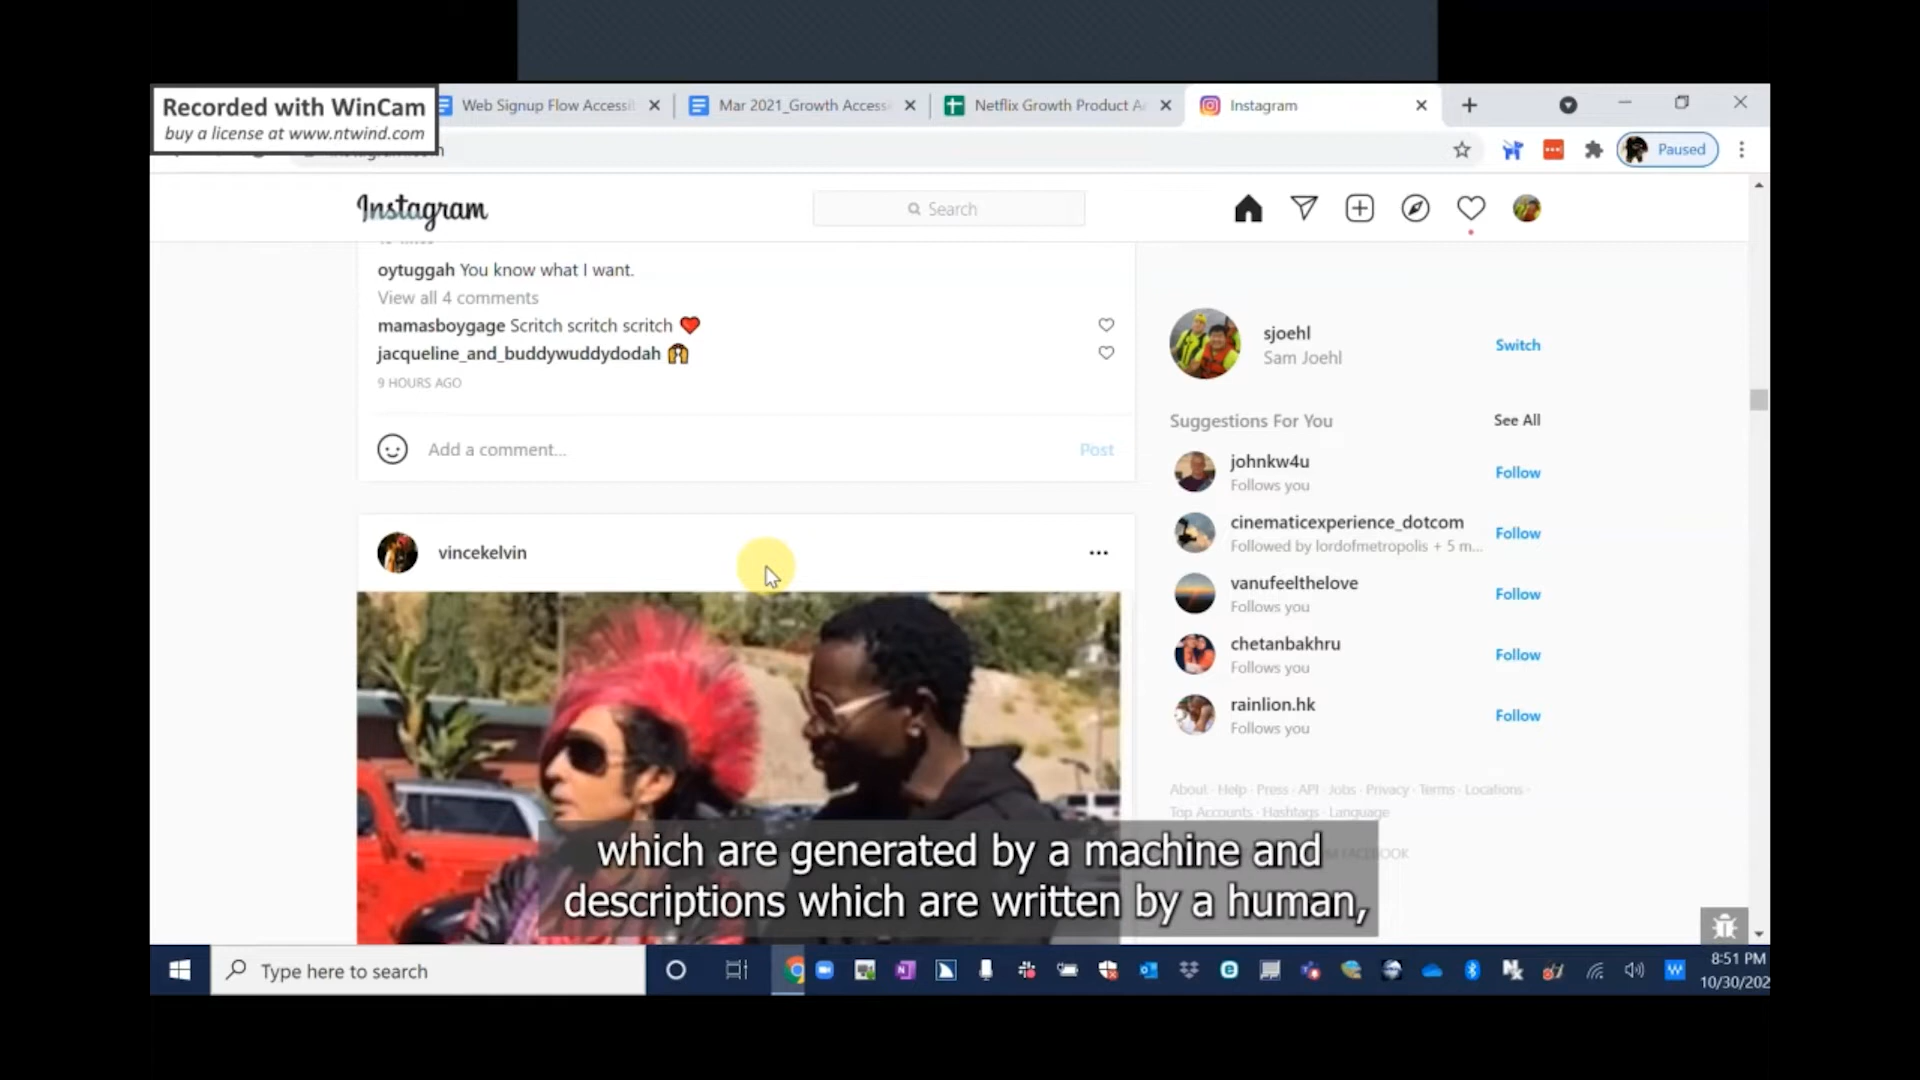 Recorded with WinCam
buy a license at www.ntwind.com
Web Signup Flow Accessi
Mar 2021_Growth Access
Netflix Growth Product A
Instagram
Paused
Instagram
Search
oytuggah You know what I want.
View all 4 comments
mamasboygage Scritch scritch scritch ❤️
jacqueline_and_buddywuddydodah
9 HOURS AGO
Add a comment...
Post
vincekelvin
sjoehl
Sam Joehl
Switch
Suggestions For You
See All
johnkw4u
Follows you
Follow
cinematicexperience_dotcom
Followed by lordofmetropolis + 5 m...
Follow
vanufeelthelove
Follows you
Follow
chetanbakhru
Follows you
Follow
rainlion.hk
Follows you
Follow
About · Help · Press · API · Jobs · Privacy · Terms · Locations ·
Top Accounts · Hashtags · Language
which are generated by a machine and
descriptions which are written by a human,
Type here to search
8:51 PM
10/30/202